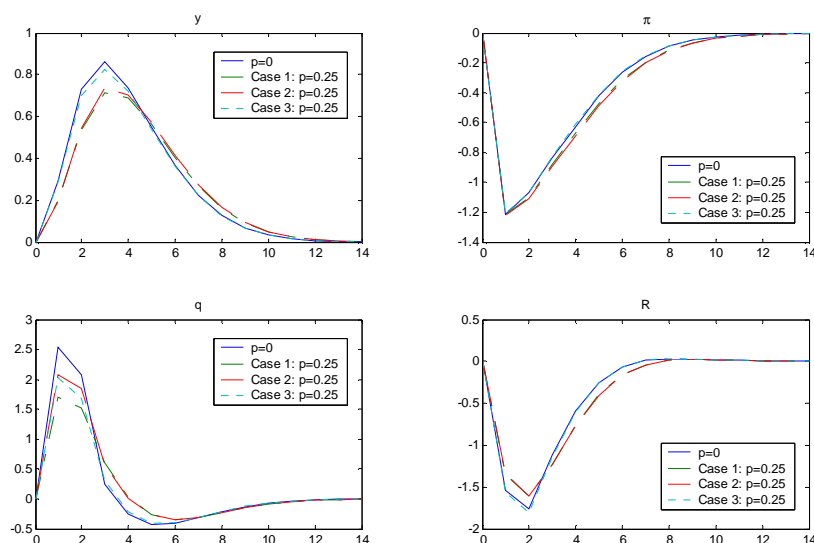 y
1
0.8
0.6
0.4
0.2
0
0 2 4 6 8 10 12 14
p=0
Case 1: p=0.25
Case 2: p=0.25
Case 3: p=0.25
π
0
-0.2
-0.4
-0.6
-0.8
-1
-1.2
-1.4
0 2 4 6 8 10 12 14
p=0
Case 1: p=0.25
Case 2: p=0.25
Case 3: p=0.25
q
3
2.5
2
1.5
1
0.5
0
-0.5
0 2 4 6 8 10 12 14
p=0
Case 1: p=0.25
Case 2: p=0.25
Case 3: p=0.25
R
0.5
0
-0.5
-1
-1.5
-2
0 2 4 6 8 10 12 14
p=0
Case 1: p=0.25
Case 2: p=0.25
Case 3: p=0.25